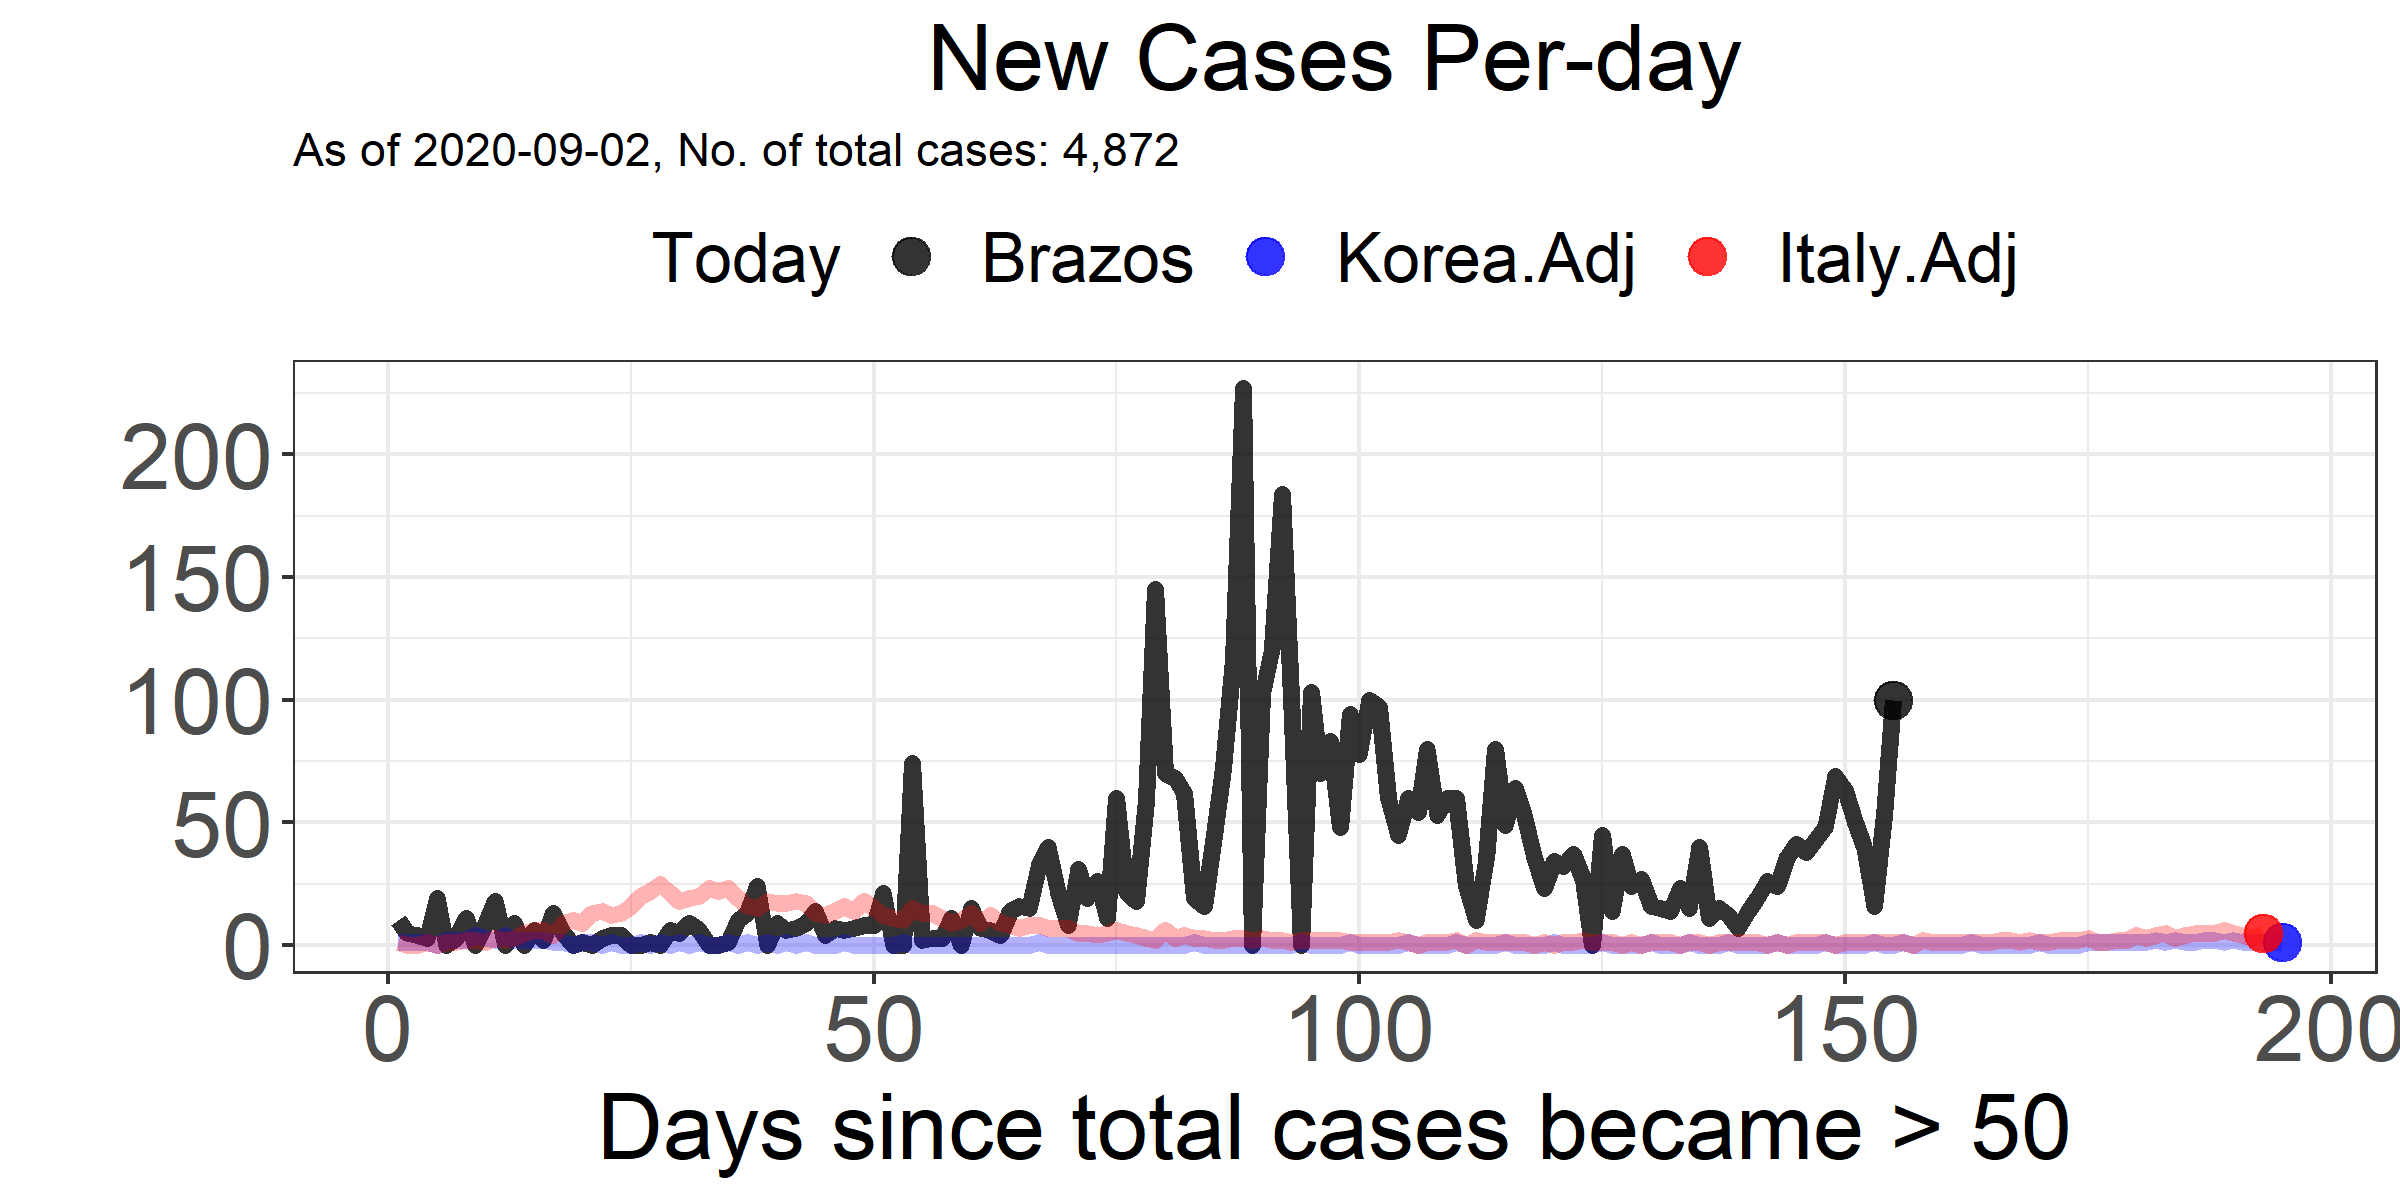 New Cases Per-day
As of 2020-09-02, No. of total cases: 4,872
Today Brazos Korea.Adj Italy.Adj
200
150
100
50
0
0 50 100 150 200
Days since total cases became > 50